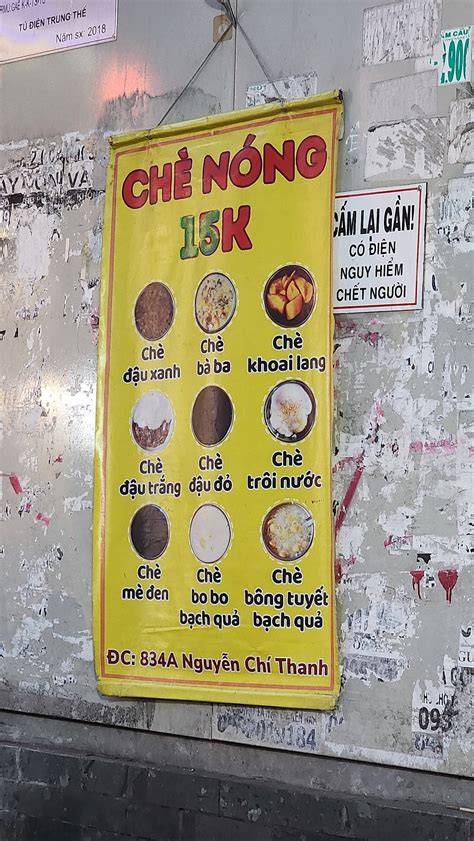 TỦ ĐIỆN TRUNG THẾ
Năm sx: 2018
CHÈ NÓNG
15K
Chè đậu xanh
Chè bà ba
Chè khoai lang
Chè đậu trắng
Chè đậu đỏ
Chè trôi nước
Chè mè đen
Chè bo bo bạch quả
Chè bông tuyết bạch quả
ĐC: 834A Nguyễn Chí Thanh
CẤM LẠI GẦN!
CÓ ĐIỆN
NGUY HIỂM
CHẾT NGƯỜI